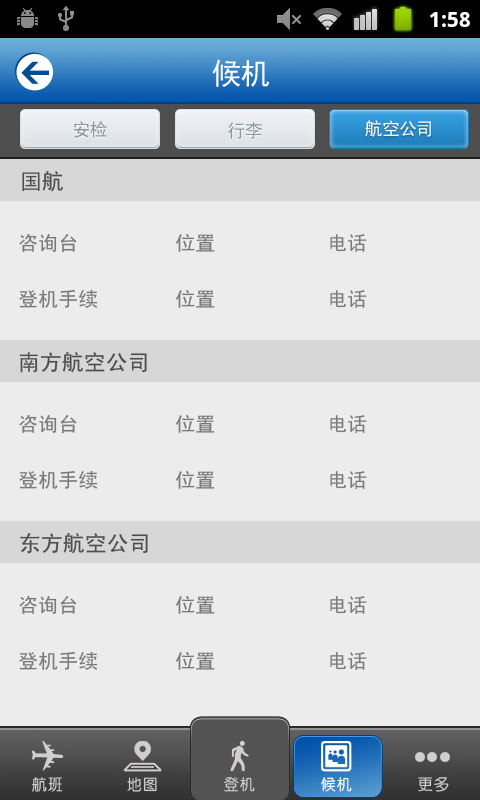 1:58
候机
安检 行李 航空公司
国航
咨询台 位置 电话
登机手续 位置 电话
南方航空公司
咨询台 位置 电话
登机手续 位置 电话
东方航空公司
咨询台 位置 电话
登机手续 位置 电话
航班 地图 登机 候机 更多